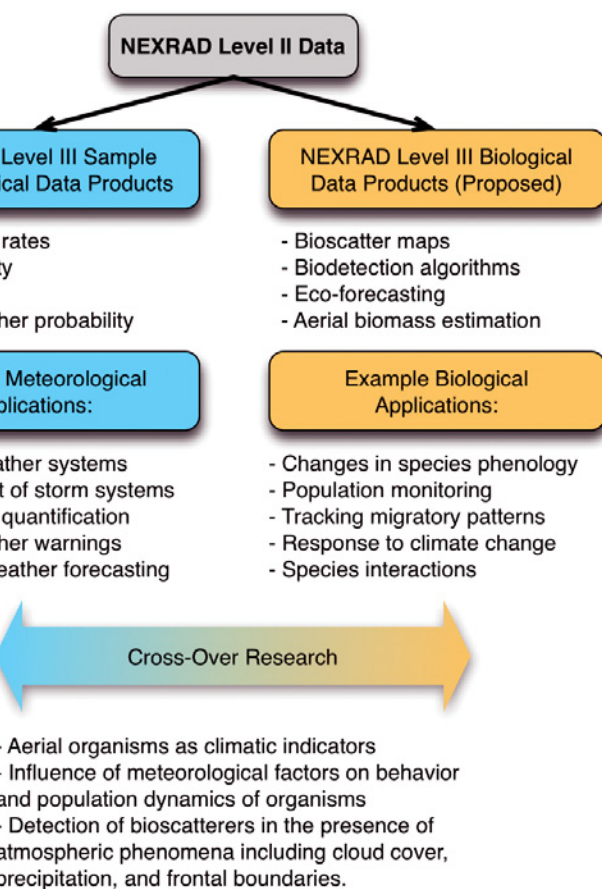 NEXRAD Level II Data
Level III Sample
ical Data Products
NEXRAD Level III Biological
Data Products (Proposed)
rates
ty
her probability
- Bioscatter maps
- Biodetection algorithms
- Eco-forecasting
- Aerial biomass estimation
Meteorological
plications:
Example Biological
Applications:
ather systems
t of storm systems
quantification
her warnings
eather forecasting
- Changes in species phenology
- Population monitoring
- Tracking migratory patterns
- Response to climate change
- Species interactions
Cross-Over Research
- Aerial organisms as climatic indicators
- Influence of meteorological factors on behavior
and population dynamics of organisms
- Detection of bioscatterers in the presence of
atmospheric phenomena including cloud cover,
precipitation, and frontal boundaries.